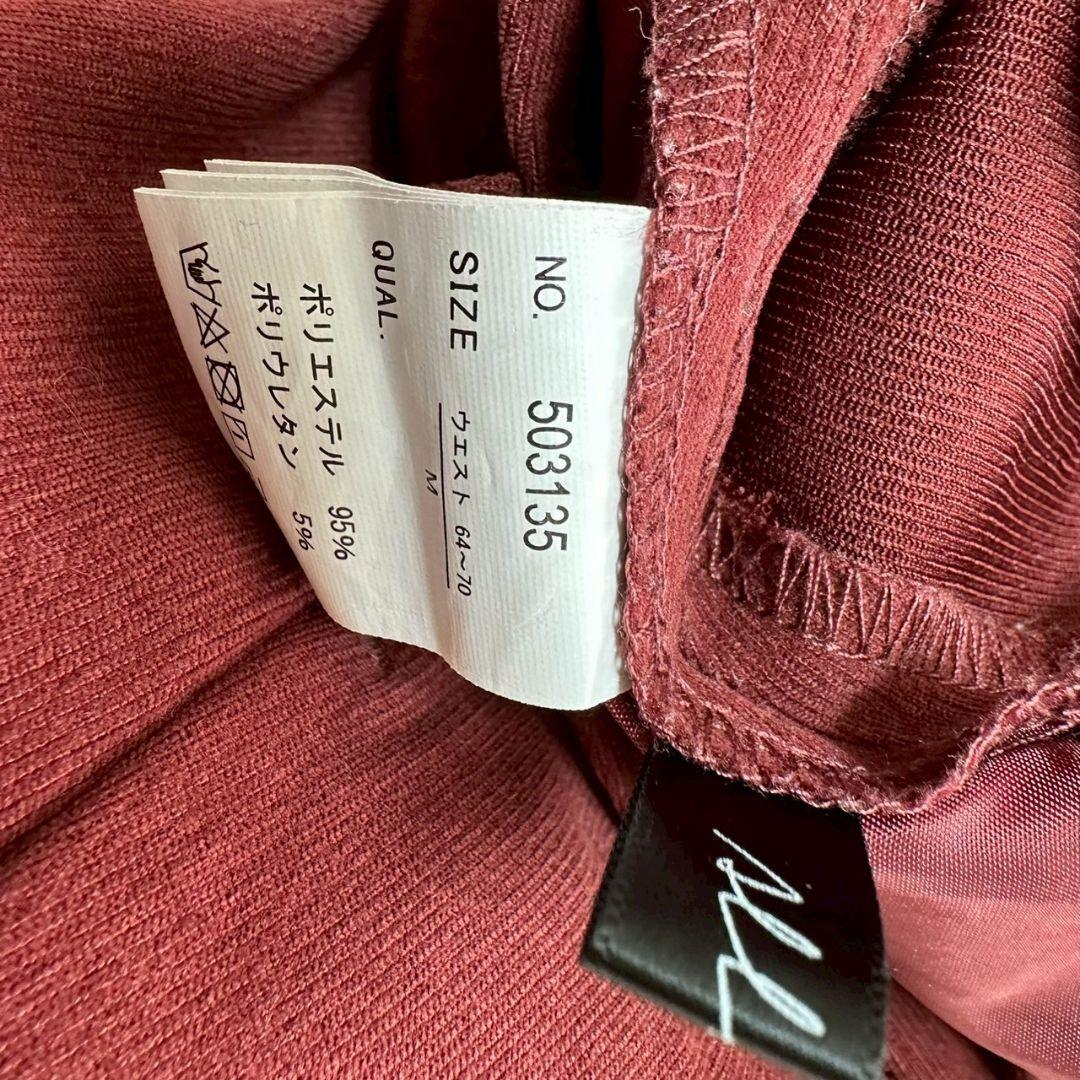 NO. 503135
SIZE ウエスト 64~70
M
QUAL.
ポリエステル 95%
ポリウレタン 5%